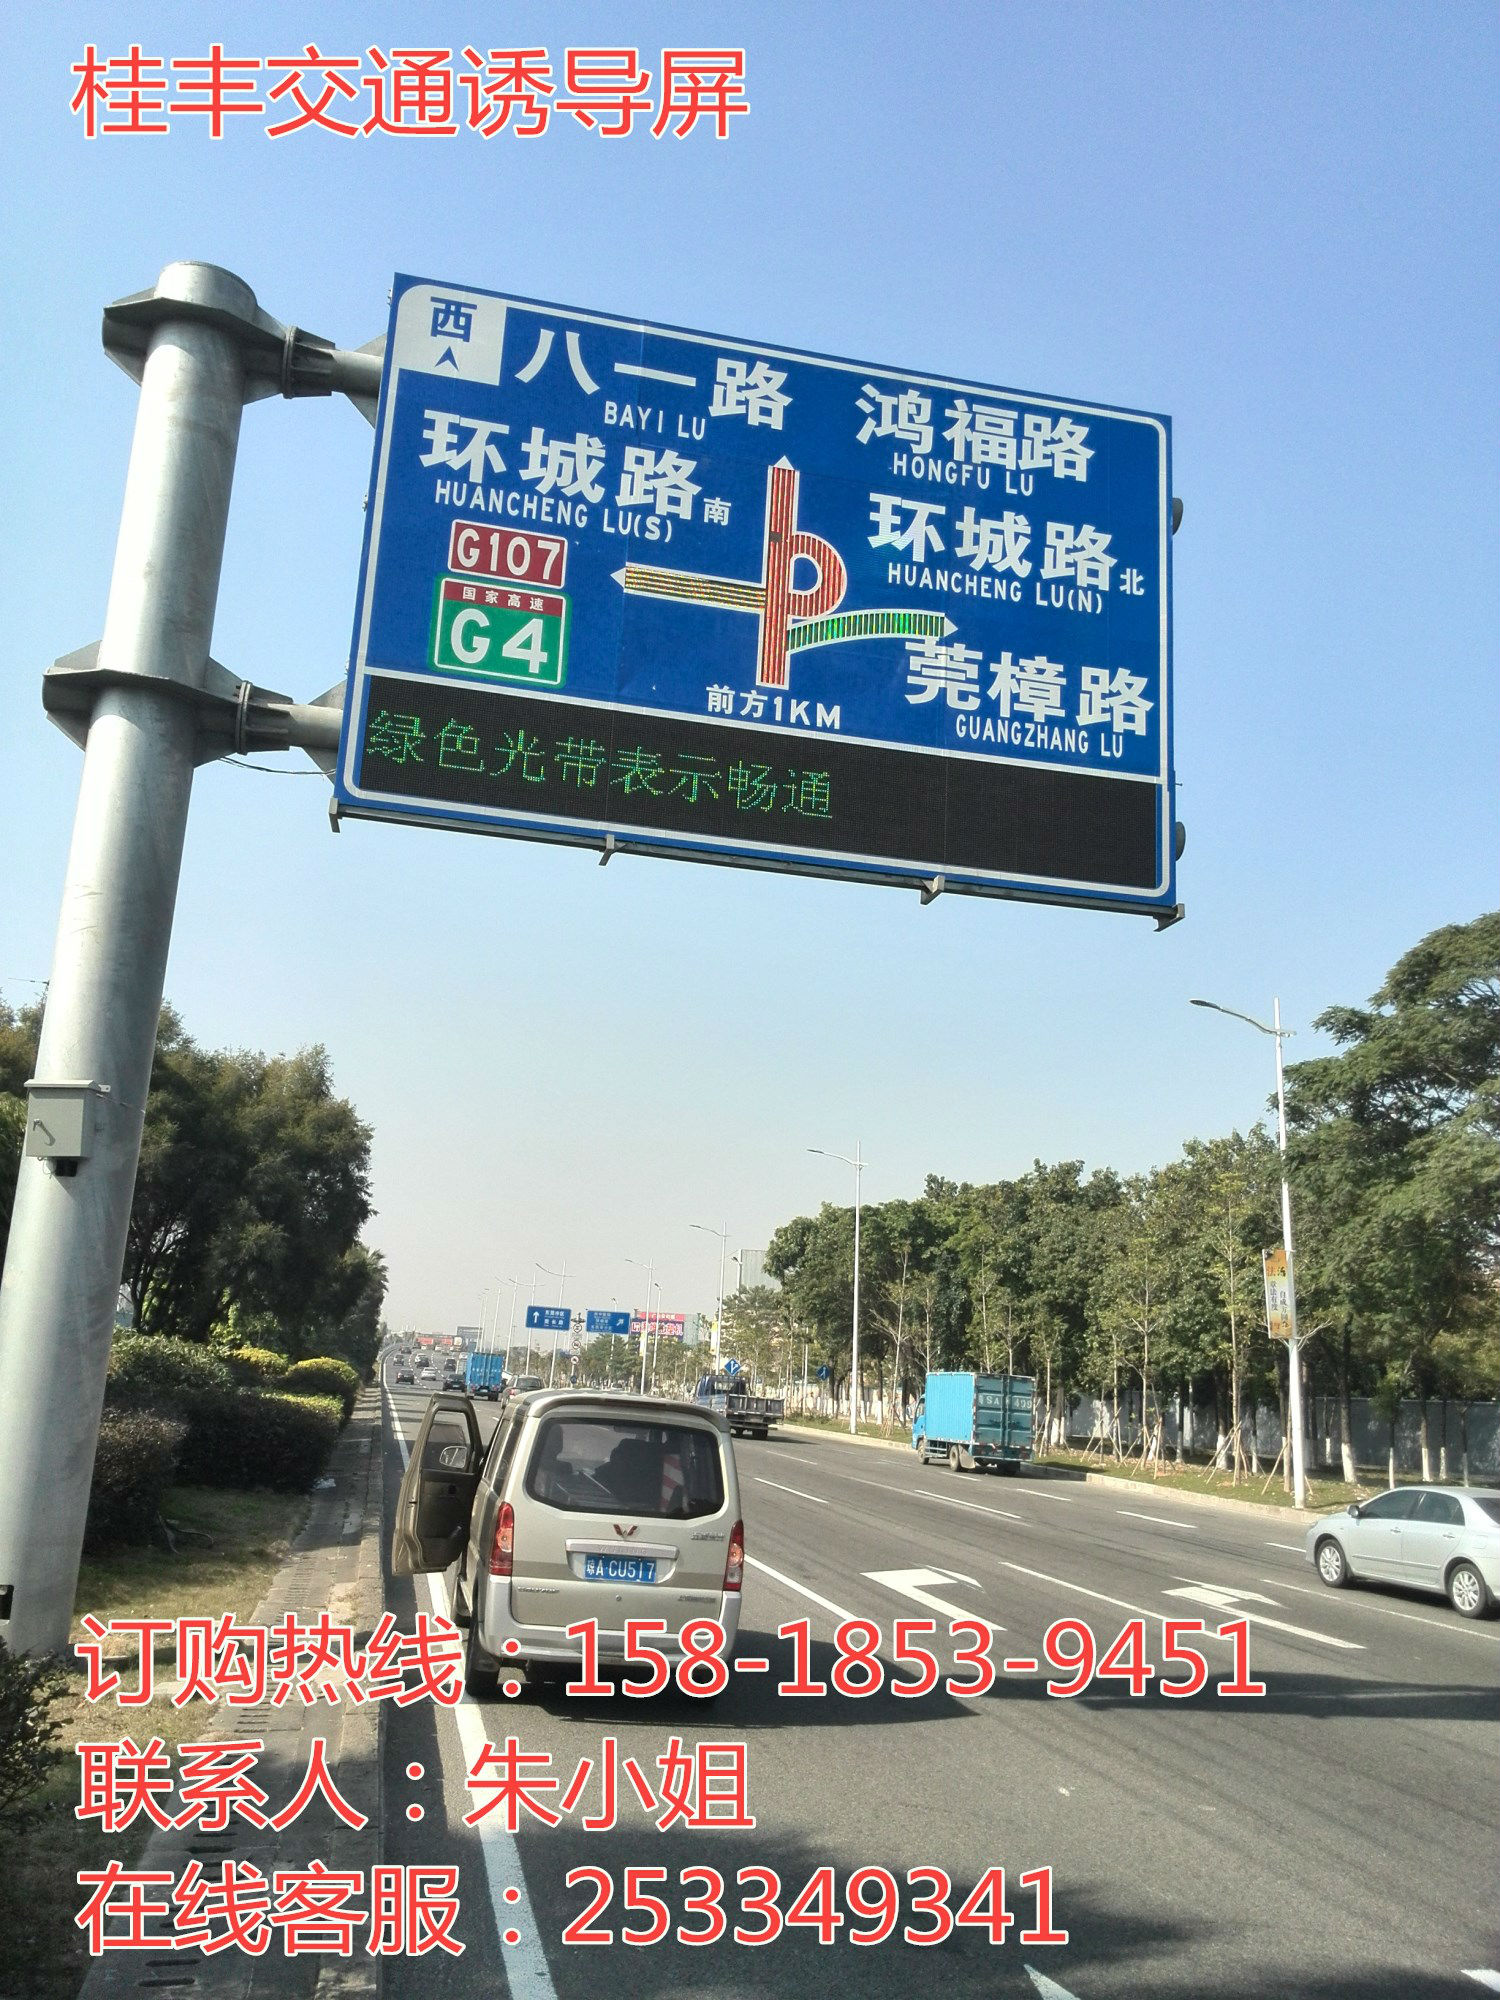 桂丰交通诱导屏
西
八一路
BAYI LU
鸿福路
HONGFU LU
环城路南
HUANCHENG LU(S)
环城路北
HUANCHENG LU(N)
G107
国家高速
G4
莞樟路
GUANGZHANG LU
前方1KM
绿色光带表示畅通
琼A·CU517
订购热线：158-1853-9451
联系人：朱小姐
在线客服：253349341